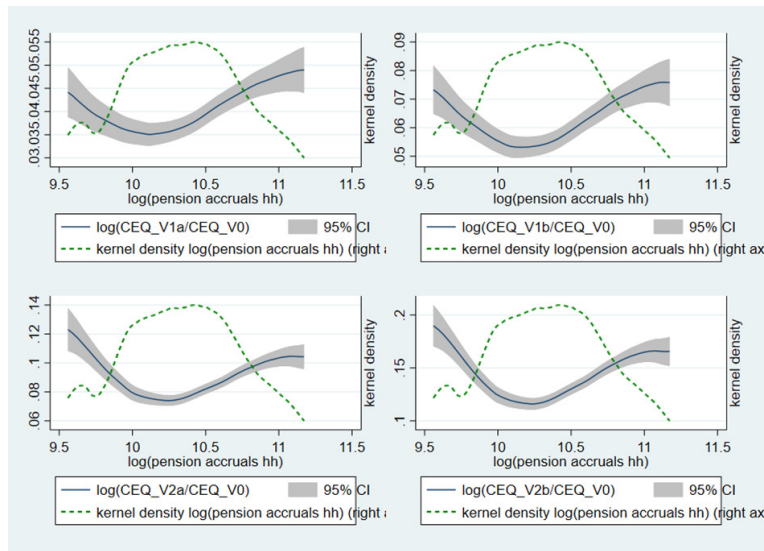 .03.035.04.045.05.055
kernel density
9.5 10 10.5 11 11.5
log(pension accruals hh)
log(CEQ_V1a/CEQ_V0) 95% CI
kernel density log(pension accruals hh) (right a
.05 .06 .07 .08 .09
kernel density
9.5 10 10.5 11 11.5
log(pension accruals hh)
log(CEQ_V1b/CEQ_V0) 95% CI
kernel density log(pension accruals hh) (right ax
.06 .08 .1 .12 .14
kernel density
9.5 10 10.5 11 11.5
log(pension accruals hh)
log(CEQ_V2a/CEQ_V0) 95% CI
kernel density log(pension accruals hh) (right a
.1 .15 .2
kernel density
9.5 10 10.5 11 11.5
log(pension accruals hh)
log(CEQ_V2b/CEQ_V0) 95% CI
kernel density log(pension accruals hh) (right ax